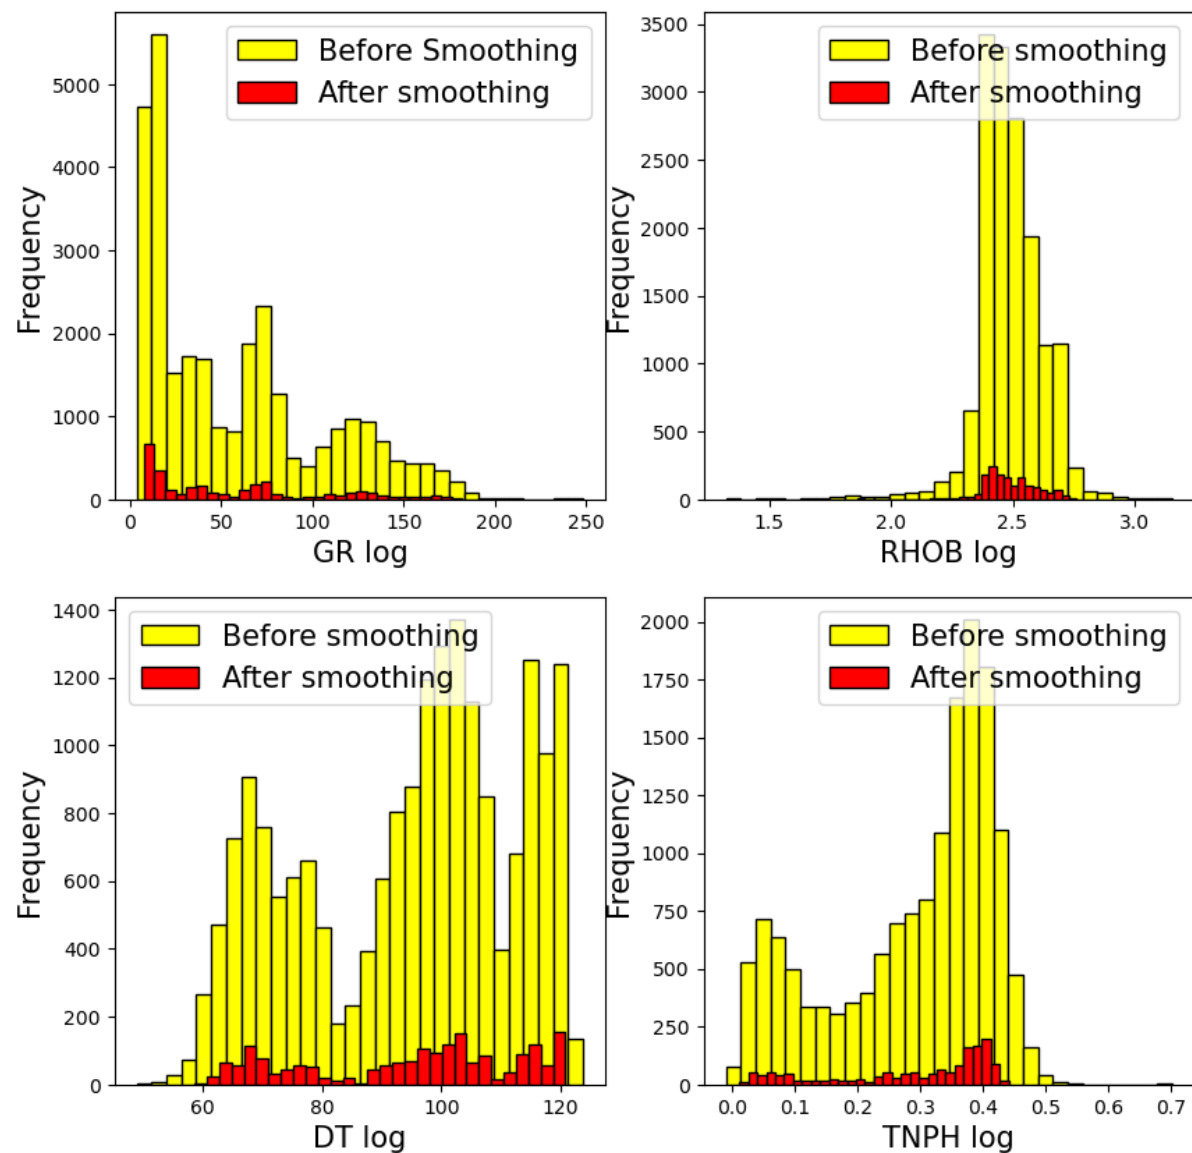 Before Smoothing
After smoothing
5000
4000
3000
2000
1000
0
Frequency
0 50 100 150 200 250
GR log
Before smoothing
After smoothing
3500
3000
2500
2000
1500
1000
500
0
Frequency
1.5 2.0 2.5 3.0
RHOB log
Before smoothing
After smoothing
1400
1200
1000
800
600
400
200
0
Frequency
60 80 100 120
DT log
Before smoothing
After smoothing
2000
1750
1500
1250
1000
750
500
250
0
Frequency
0.0 0.1 0.2 0.3 0.4 0.5 0.6 0.7
TNPH log